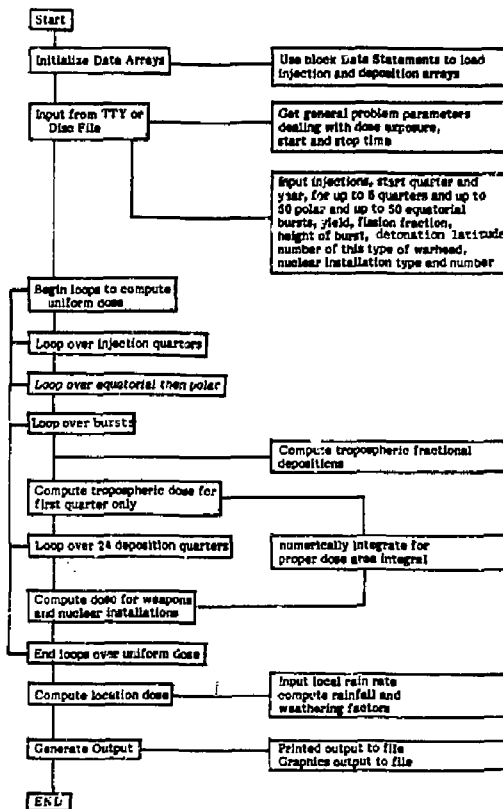 Start
Initialize Data Arrays
Use block Data Statements to load
injection and deposition arrays
Input from TTY or
Disc File
Get general problem parameters
dealing with dose exposure,
start and stop time
Input injections, start quarter and
year, for up to 6 quarters and up to
50 polar and up to 50 equatorial
bursts, yield, fission fraction,
height of burst, detonation latitude
number of this type of warhead,
nuclear installation type and number
Begin loops to compute
uniform dose
Loop over injection quarters
Loop over equatorial then polar
Loop over bursts
Compute tropospheric fractional
depositions
Compute tropospheric dose for
first quarter only
Loop over 24 deposition quarters
numerically integrate for
proper dose area integral
Compute dose for weapons
and nuclear installations
End loops over uniform dose
Compute location dose
Input local rain rate
compute rainfall and
weathering factors
Generate Output
Printed output to file
Graphics output to file
END